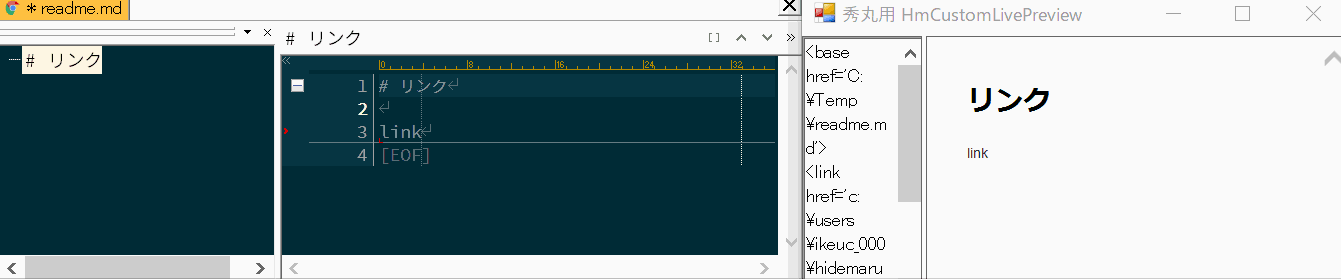 * readme.md
# リンク
# リンク
0 8 16 24 32
1 # リンク
2
3 link
4 [EOF]
秀丸用 HmCustomLivePreview
<base
href='C:
¥Temp
¥readme.m
d'>
<link
href='c:
¥users
¥ikeuc_000
¥hidemaru
リンク
link